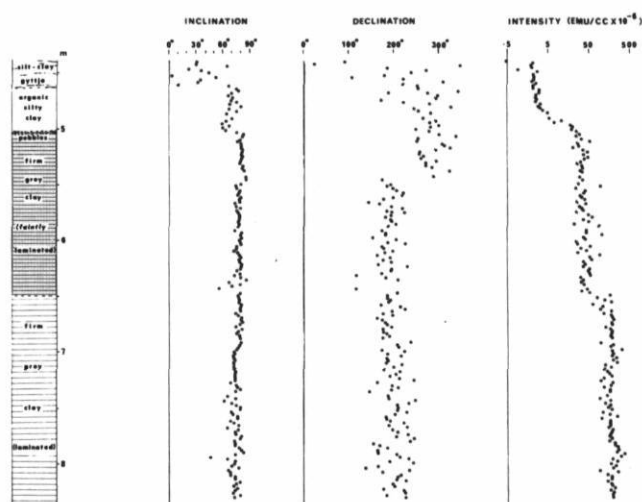 INCLINATION DECLINATION INTENSITY (EMU/CC X 10⁻⁶)
m 0° 30° 60° 90° 0° 100° 200° 300° .5 5 50 500
silt-clay
gyttja
organic
silty
clay
5
pebbles
firm
grey
clay
(faintly
laminated)
6
firm
7
grey
clay
(laminated)
8